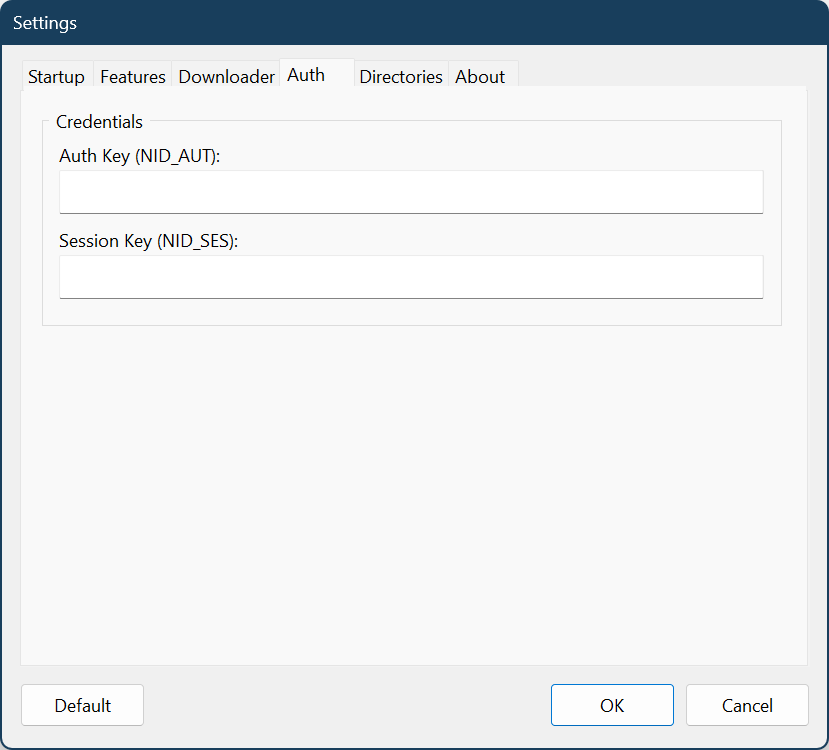 Settings
Startup Features Downloader Auth Directories About
Credentials
Auth Key (NID_AUT):
Session Key (NID_SES):
Default OK Cancel